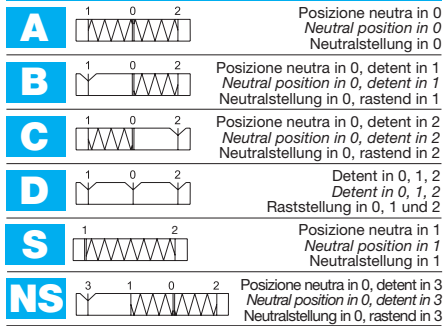 A
1 0 2
Posizione neutra in 0
Neutral position in 0
Neutralstellung in 0
B
1 0 2
Posizione neutra in 0, detent in 1
Neutral position in 0, detent in 1
Neutralstellung in 0, rastend in 1
C
1 0 2
Posizione neutra in 0, detent in 2
Neutral position in 0, detent in 2
Neutralstellung in 0, rastend in 2
D
1 0 2
Detent in 0, 1, 2
Detent in 0, 1, 2
Raststellung in 0, 1 und 2
S
1 2
Posizione neutra in 1
Neutral position in 1
Neutralstellung in 1
NS
3 1 0 2
Posizione neutra in 0, detent in 3
Neutral position in 0, detent in 3
Neutralstellung in 0, rastend in 3